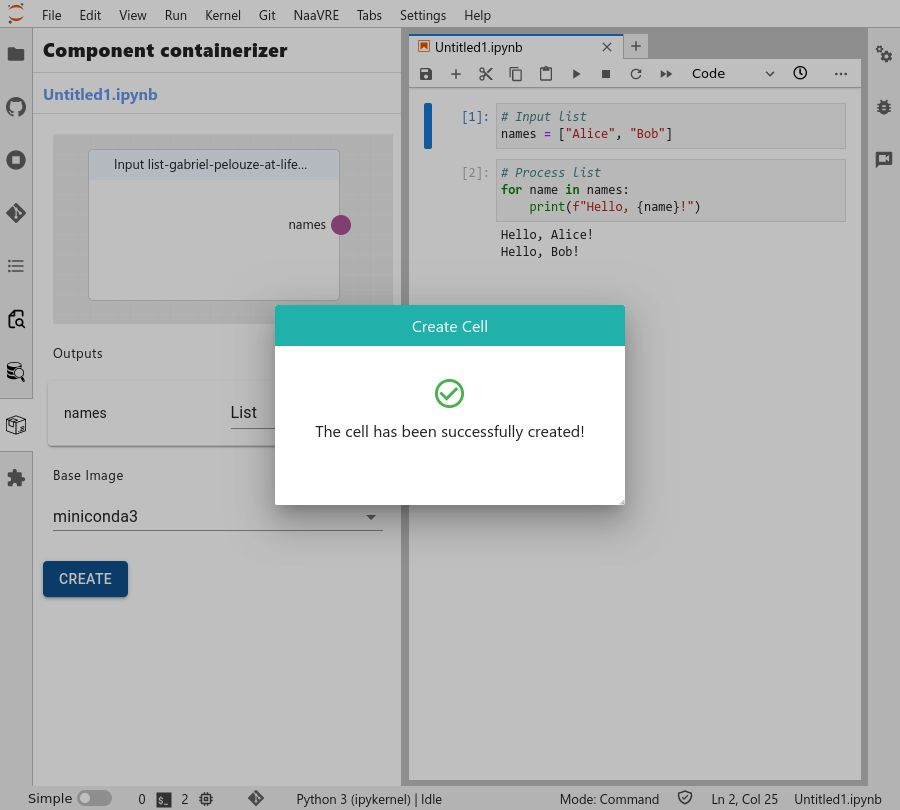 File Edit View Run Kernel Git NaaVRE Tabs Settings Help
Component containerizer
Untitled1.ipynb
Input list-gabriel-pelouze-at-life...
names
Outputs
names List
Base Image
miniconda3
CREATE
Untitled1.ipynb
Code
[1]: # Input list
names = ["Alice", "Bob"]
[2]: # Process list
for name in names:
    print(f"Hello, {name}!")
Hello, Alice!
Hello, Bob!
Create Cell
The cell has been successfully created!
Simple 0 $_ 2 Python 3 (ipykernel) | Idle Mode: Command Ln 2, Col 25 Untitled1.ipynb